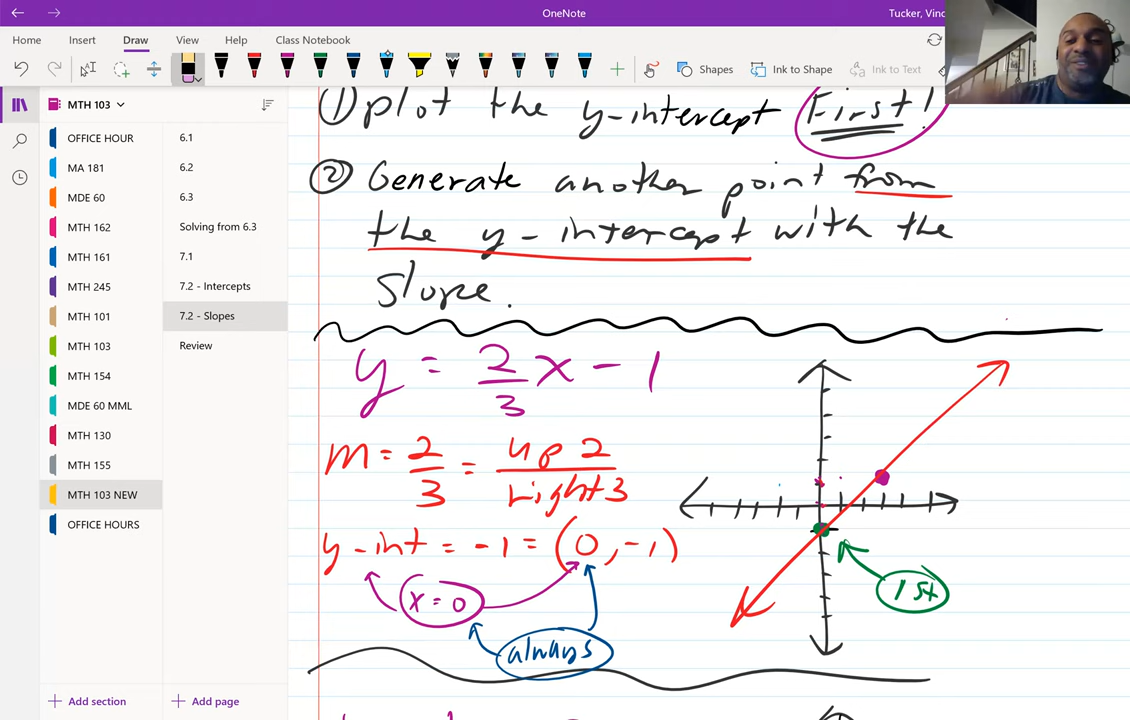 OneNote
Tucker, Vinc
Home Insert Draw View Help Class Notebook
Shapes Ink to Shape Ink to Text
MTH 103
OFFICE HOUR
MA 181
MDE 60
MTH 162
MTH 161
MTH 245
MTH 101
MTH 103
MTH 154
MDE 60 MML
MTH 130
MTH 155
MTH 103 NEW
OFFICE HOURS
Add section
6.1
6.2
6.3
Solving from 6.3
7.1
7.2 - Intercepts
7.2 - Slopes
Review
Add page
① plot the y-intercept First!
② Generate another point from
the y-intercept with the
slope.
y = 2/3 x - 1
m = 2/3 = up 2/right 3
y-int = -1 = (0, -1)
x = 0
always
1st